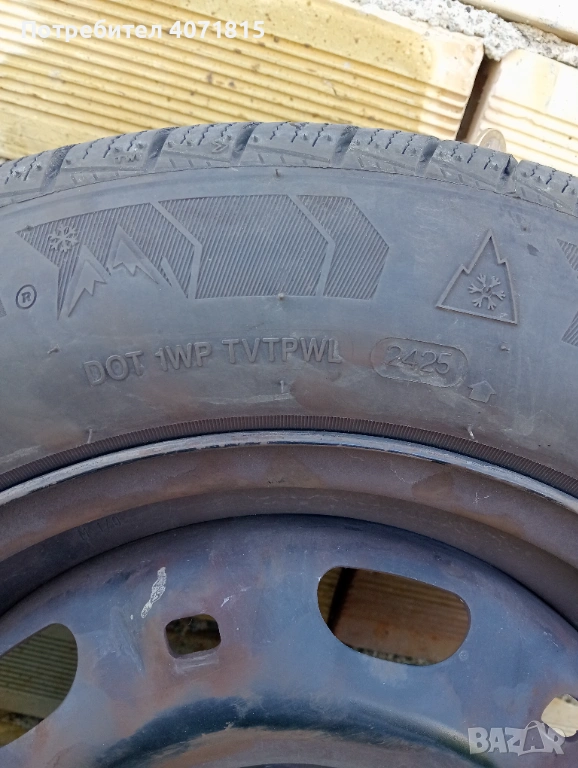 Потребител 4071815
®
DOT 1WP TVTPWL 2425
BAZAR